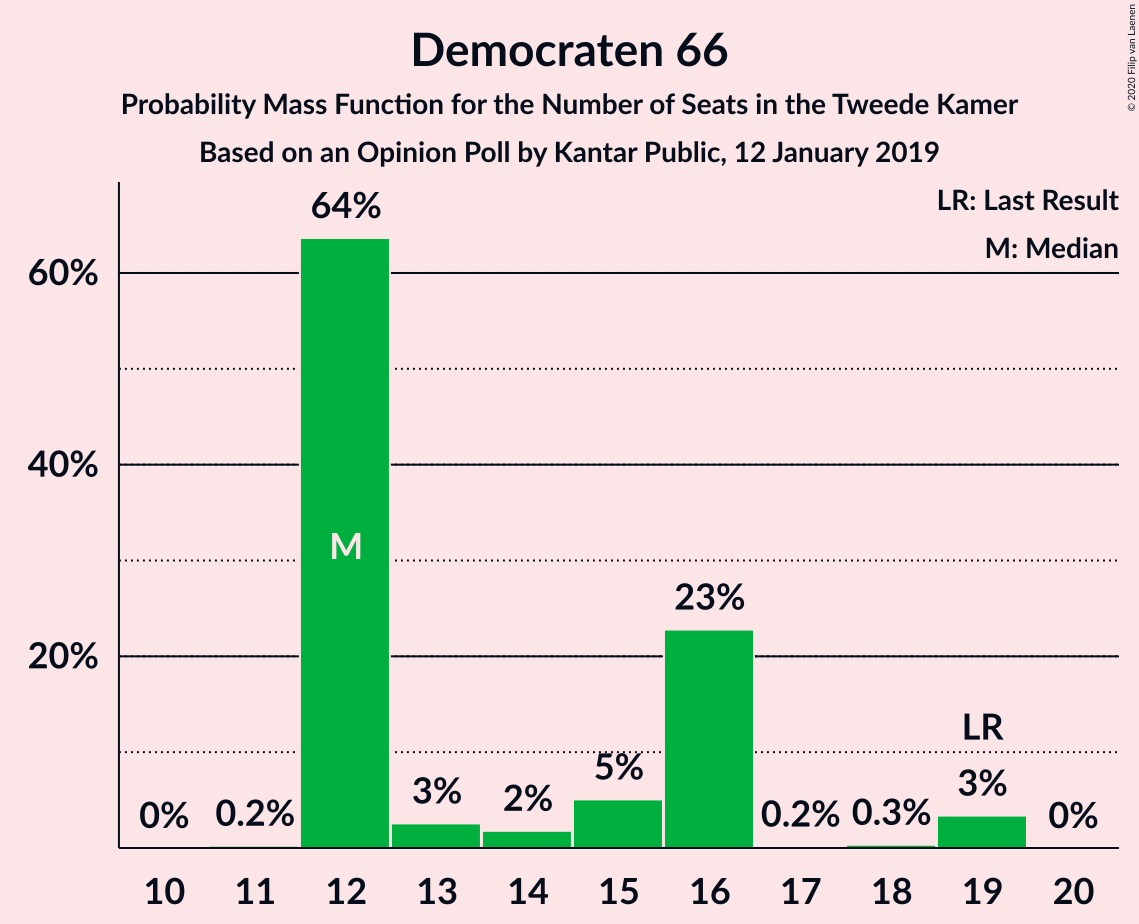 Democraten 66
Probability Mass Function for the Number of Seats in the Tweede Kamer
Based on an Opinion Poll by Kantar Public, 12 January 2019
© 2020 Filip van Laenen
LR: Last Result
M: Median
60%
40%
20%
0%
0.2%
64%
M
3%
2%
5%
23%
0.2%
0.3%
LR
3%
0%
10 11 12 13 14 15 16 17 18 19 20